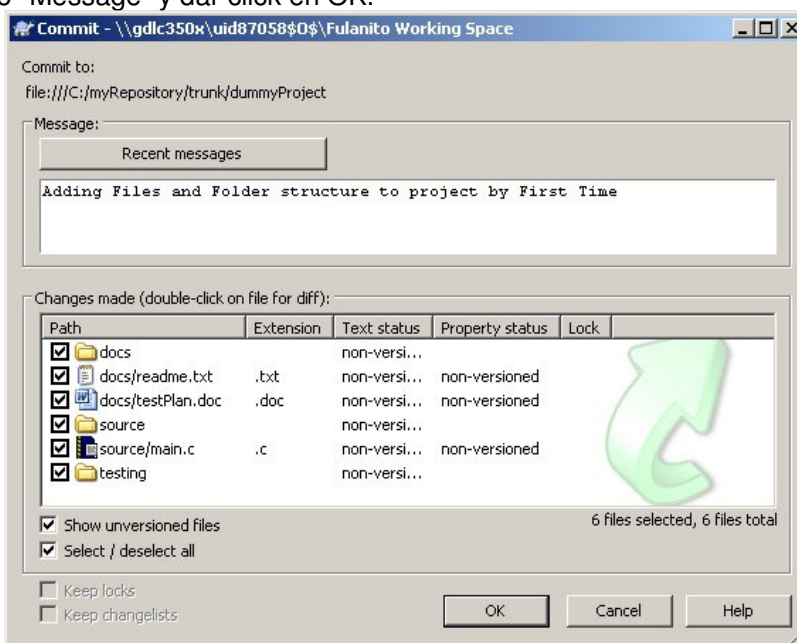 "Message" y dar click en OK.
Commit - \\gdlc350x\uid87058$O$\Fulanito Working Space
Commit to:
file:///C:/myRepository/trunk/dummyProject
Message:
Recent messages
Adding Files and Folder structure to project by First Time
Changes made (double-click on file for diff):
Path Extension Text status Property status Lock
docs non-versi...
docs/readme.txt .txt non-versi... non-versioned
docs/testPlan.doc .doc non-versi... non-versioned
source non-versi...
source/main.c .c non-versi... non-versioned
testing non-versi...
Show unversioned files
6 files selected, 6 files total
Select / deselect all
Keep locks
Keep changelists
OK Cancel Help